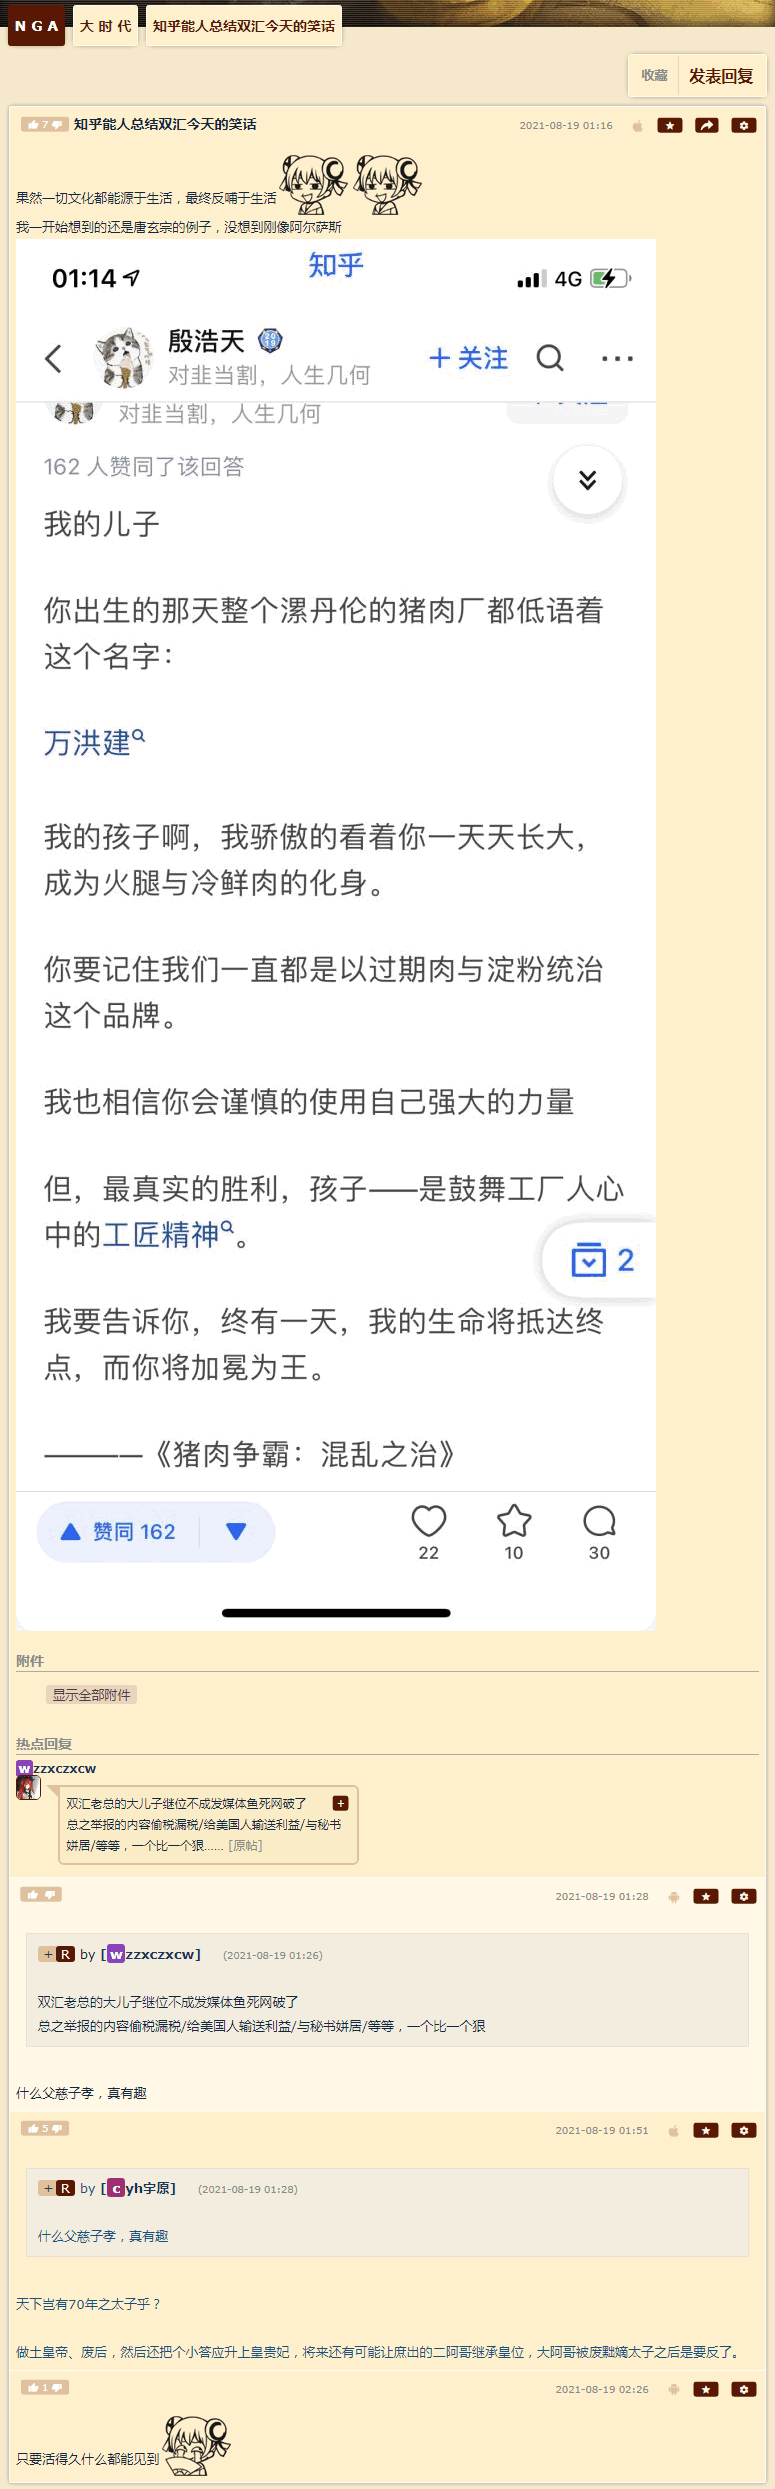 NGA 大时代 知乎能人总结双汇今天的笑话
收藏 发表回复
7 知乎能人总结双汇今天的笑话 2021-08-19 01:16
果然一切文化都能源于生活，最终反哺于生活
我一开始想到的还是唐玄宗的例子，没想到刚像阿尔萨斯
01:14 知乎 4G
殷浩天 2019
对韭当割，人生几何
+ 关注
对韭当割，人生几何
162 人赞同了该回答
我的儿子
你出生的那天整个漯丹伦的猪肉厂都低语着
这个名字：
万洪建
我的孩子啊，我骄傲的看着你一天天长大，
成为火腿与冷鲜肉的化身。
你要记住我们一直都是以过期肉与淀粉统治
这个品牌。
我也相信你会谨慎的使用自己强大的力量
但，最真实的胜利，孩子——是鼓舞工厂人心
中的工匠精神。
2
我要告诉你，终有一天，我的生命将抵达终
点，而你将加冕为王。
————《猪肉争霸：混乱之治》
赞同 162
22 10 30
附件
显示全部附件
热点回复
wzzxczxcw
双汇老总的大儿子继位不成发媒体鱼死网破了 +
总之举报的内容偷税漏税/给美国人输送利益/与秘书
姘居/等等，一个比一个狠...... [原帖]
2021-08-19 01:28
+ R by [wzzxczxcw] (2021-08-19 01:26)
双汇老总的大儿子继位不成发媒体鱼死网破了
总之举报的内容偷税漏税/给美国人输送利益/与秘书姘居/等等，一个比一个狠
什么父慈子孝，真有趣
5 2021-08-19 01:51
+ R by [cyh宇原] (2021-08-19 01:28)
什么父慈子孝，真有趣
天下岂有70年之太子乎？
做土皇帝、废后，然后还把个小答应升上皇贵妃，将来还有可能让庶出的二阿哥继承皇位，大阿哥被废黜嫡太子之后是要反了。
1 2021-08-19 02:26
只要活得久什么都能见到